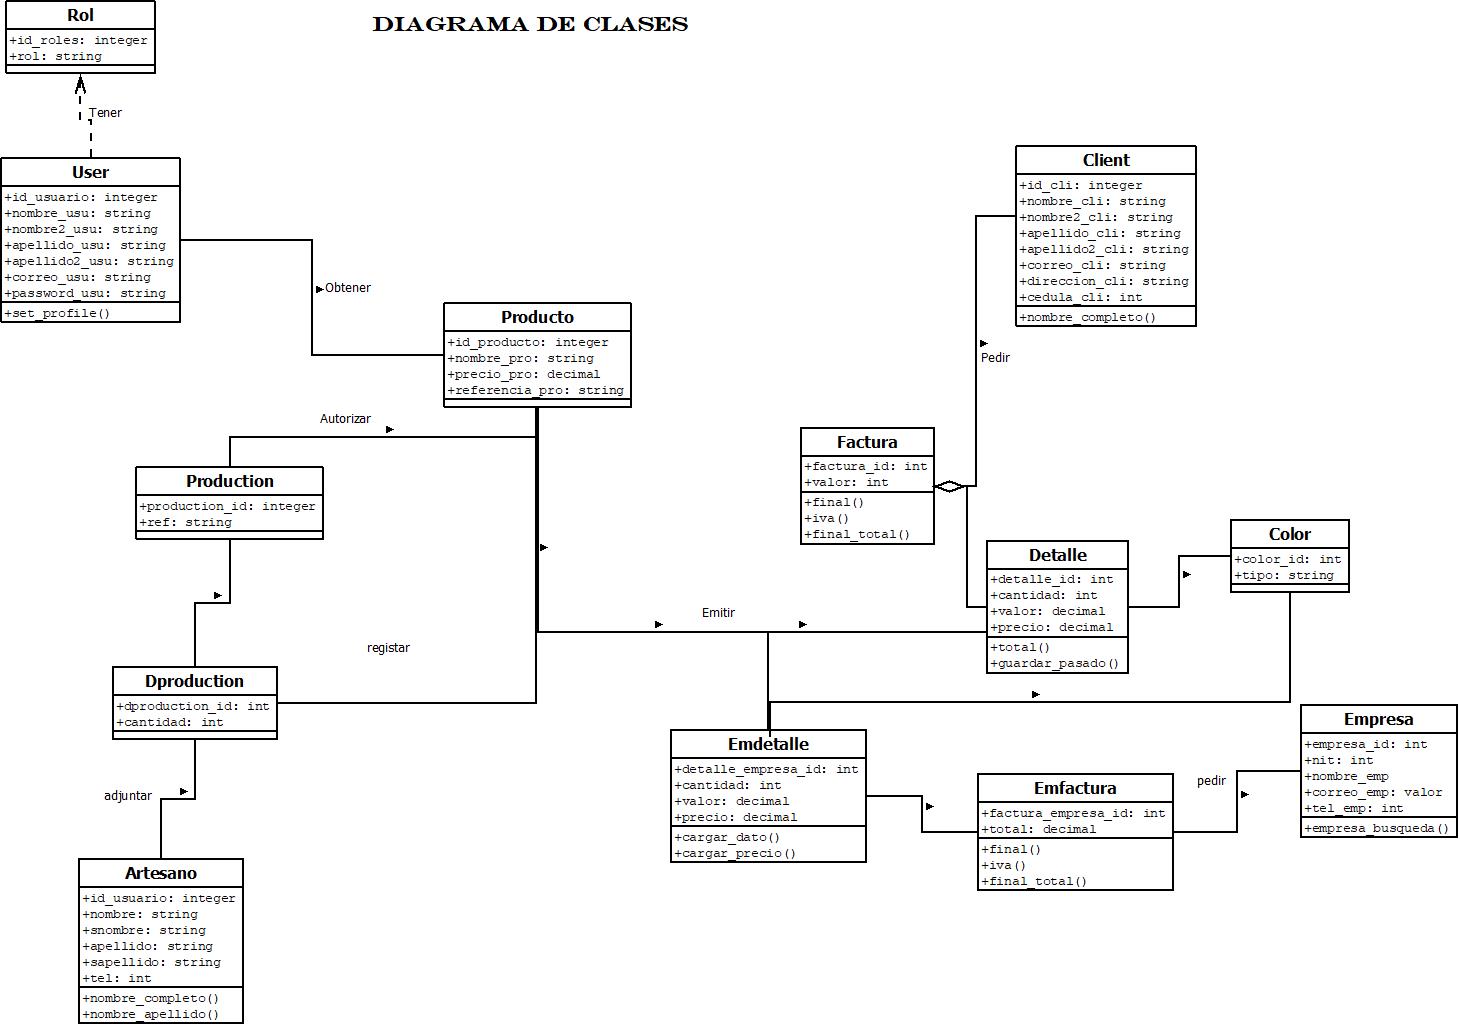 DIAGRAMA DE CLASES
Rol
+id_roles: integer
+rol: string
Tener
User
+id_usuario: integer
+nombre_usu: string
+nombre2_usu: string
+apellido_usu: string
+apellido2_usu: string
+correo_usu: string
+password_usu: string
+set_profile()
Obtener
Producto
+id_producto: integer
+nombre_pro: string
+precio_pro: decimal
+referencia_pro: string
Client
+id_cli: integer
+nombre_cli: string
+nombre2_cli: string
+apellido_cli: string
+apellido2_cli: string
+correo_cli: string
+direccion_cli: string
+cedula_cli: int
+nombre_completo()
Pedir
Autorizar
Production
+production_id: integer
+ref: string
Factura
+factura_id: int
+valor: int
+final()
+iva()
+final_total()
Detalle
+detalle_id: int
+cantidad: int
+valor: decimal
+precio: decimal
+total()
+guardar_pasado()
Color
+color_id: int
+tipo: string
Emitir
registar
Dproduction
+dproduction_id: int
+cantidad: int
adjuntar
Emdetalle
+detalle_empresa_id: int
+cantidad: int
+valor: decimal
+precio: decimal
+cargar_dato()
+cargar_precio()
Emfactura
+factura_empresa_id: int
+total: decimal
+final()
+iva()
+final_total()
pedir
Empresa
+empresa_id: int
+nit: int
+nombre_emp
+correo_emp: valor
+tel_emp: int
+empresa_busqueda()
Artesano
+id_usuario: integer
+nombre: string
+snombre: string
+apellido: string
+sapellido: string
+tel: int
+nombre_completo()
+nombre_apellido()